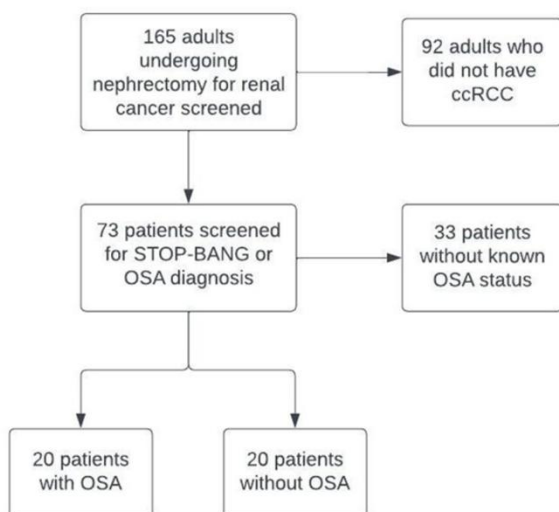 165 adults
undergoing
nephrectomy for renal
cancer screened
92 adults who
did not have
ccRCC
73 patients screened
for STOP-BANG or
OSA diagnosis
33 patients
without known
OSA status
20 patients
with OSA
20 patients
without OSA